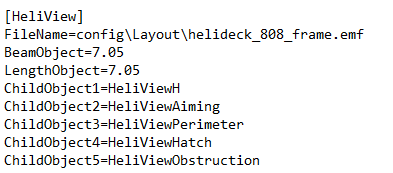 [HeliView]
FileName=config\Layout\helideck_808_frame.emf
BeamObject=7.05
LengthObject=7.05
ChildObject1=HeliViewH
ChildObject2=HeliViewAiming
ChildObject3=HeliViewPerimeter
ChildObject4=HeliViewHatch
ChildObject5=HeliViewObstruction